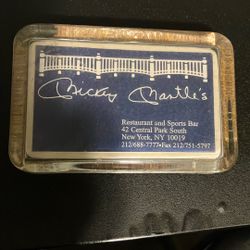 Mickey Mantle's
Restaurant and Sports Bar
42 Central Park South
New York, NY 10019
212/688-7777•Fax 212/751-5797